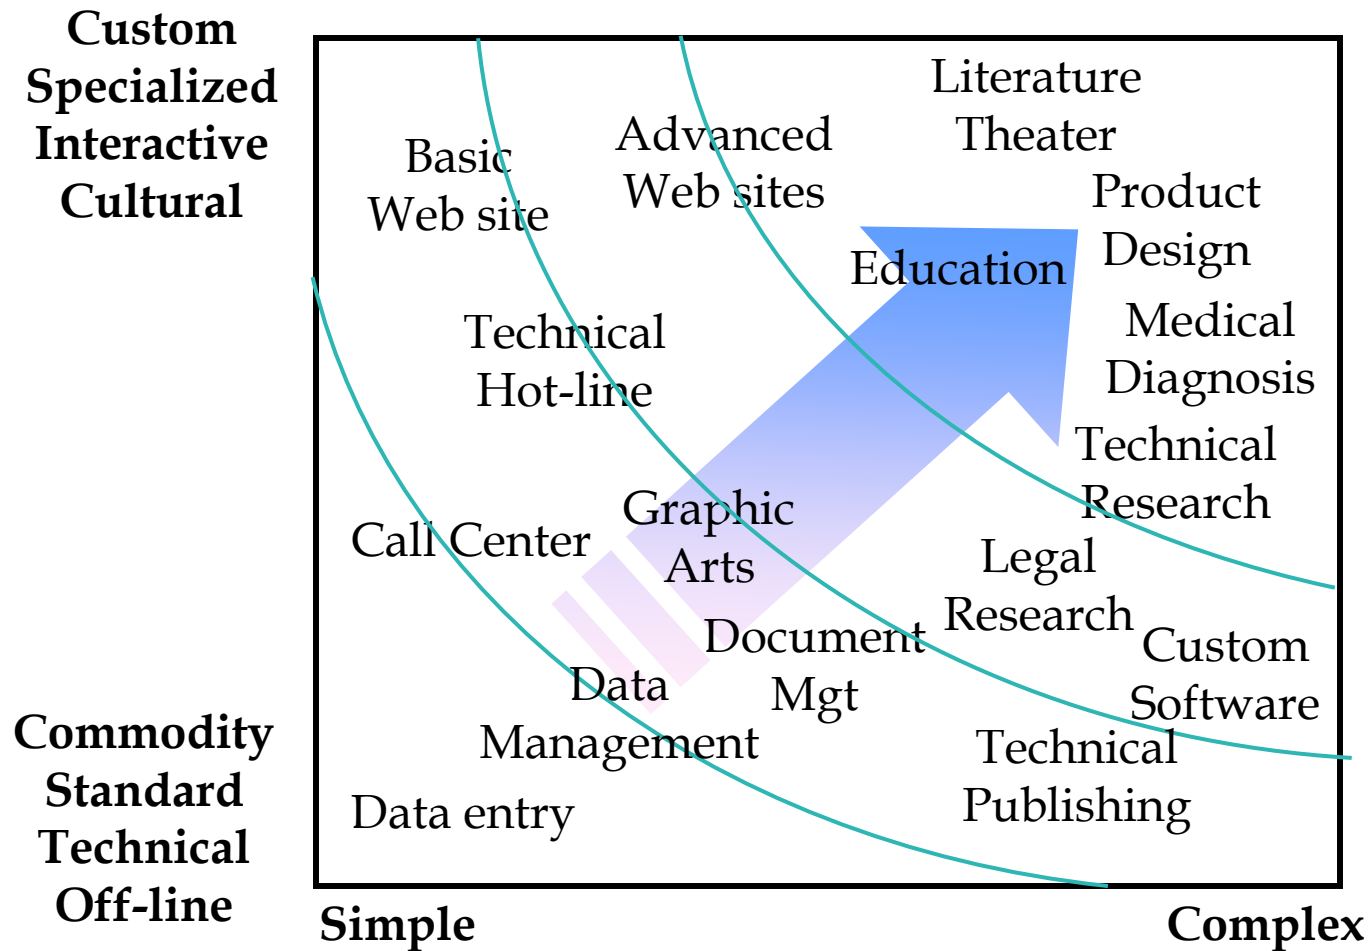 Custom
Specialized
Interactive
Cultural
Literature
Theater
Advanced
Web sites
Basic
Web site
Product
Design
Education
Medical
Diagnosis
Technical
Hot-line
Technical
Research
Graphic
Arts
Call Center
Legal
Research
Document
Mgt
Custom
Software
Data
Management
Technical
Publishing
Data entry
Commodity
Standard
Technical
Off-line
Simple
Complex